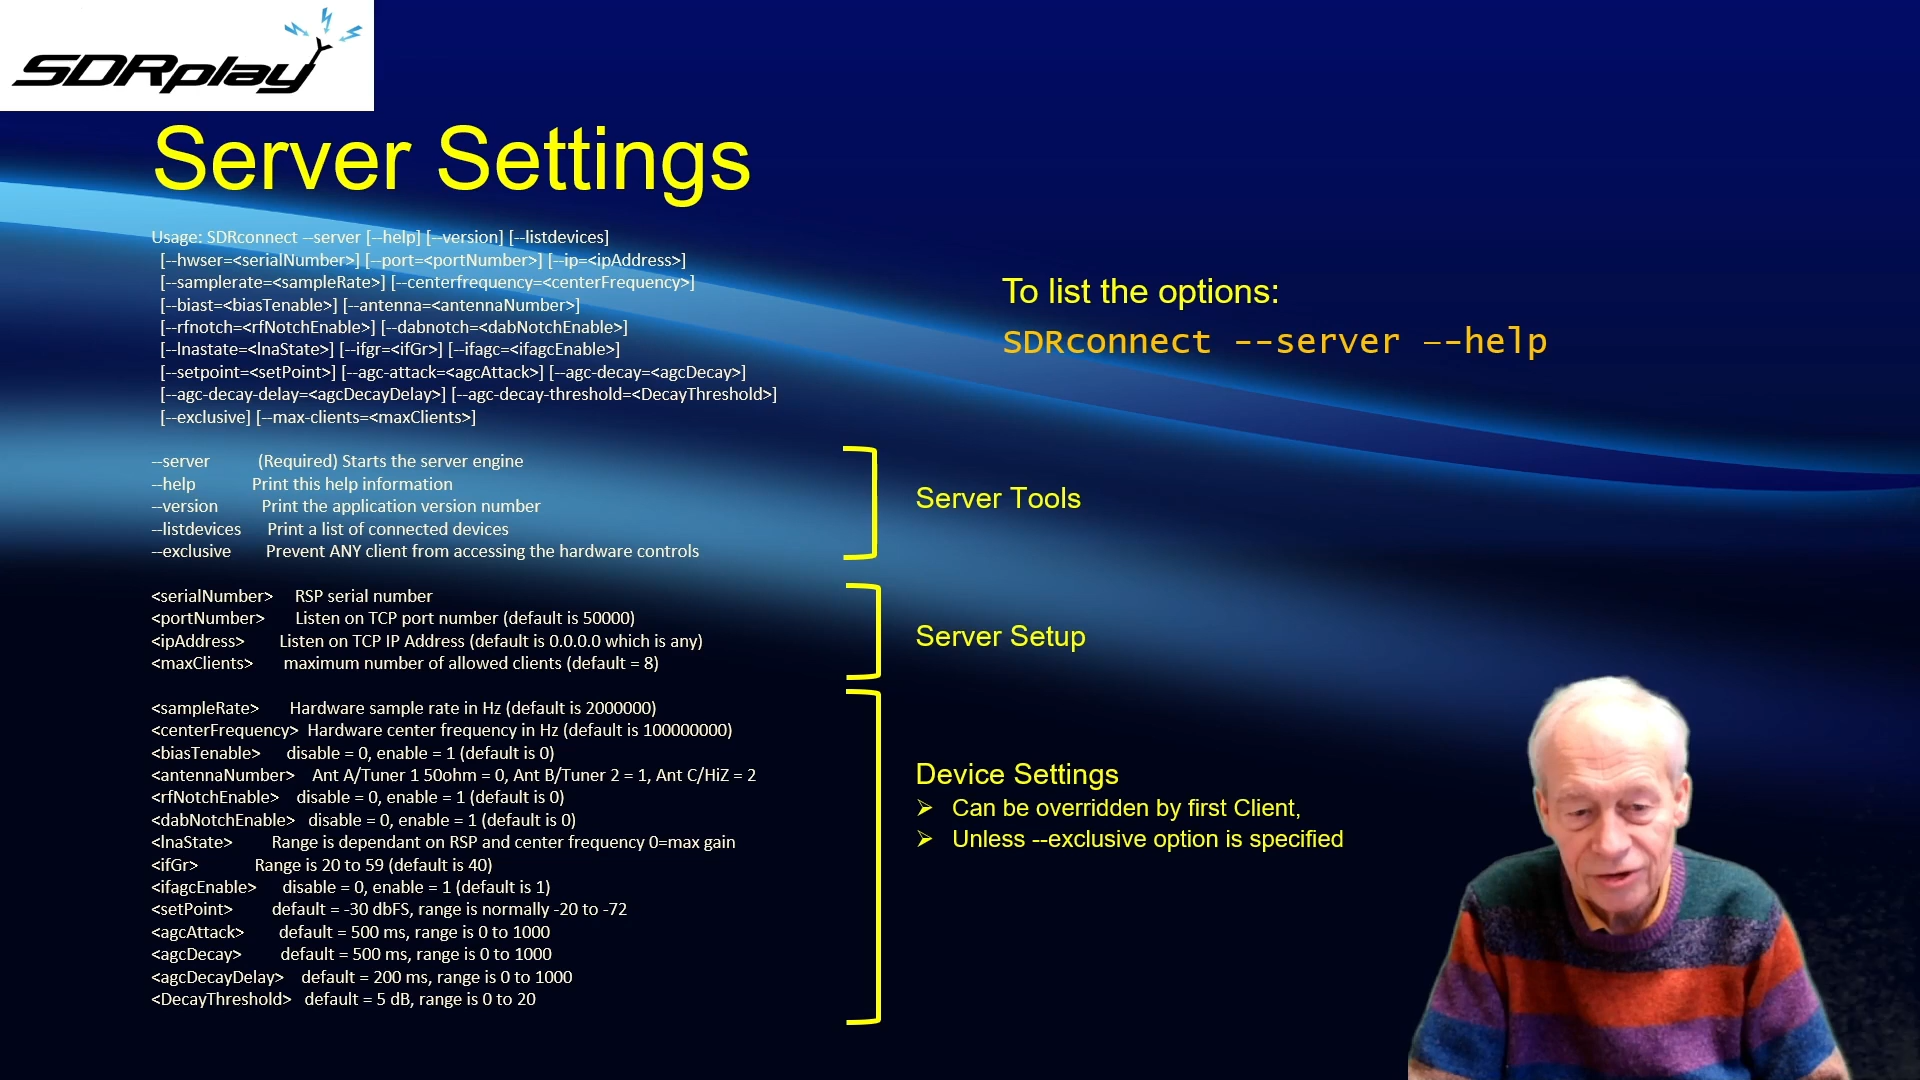 SDRplay
Server Settings
Usage: SDRconnect --server [--help] [--version] [--listdevices]
[--hwser=<serialNumber>] [--port=<portNumber>] [--ip=<ipAddress>]
[--samplerate=<sampleRate>] [--centerfrequency=<centerFrequency>]
[--biast=<biasTenable>] [--antenna=<antennaNumber>]
[--rfnotch=<rfNotchEnable>] [--dabnotch=<dabNotchEnable>]
[--lnastate=<lnaState>] [--ifgr=<ifGr>] [--ifagc=<ifagcEnable>]
[--setpoint=<setPoint>] [--agc-attack=<agcAttack>] [--agc-decay=<agcDecay>]
[--agc-decay-delay=<agcDecayDelay>] [--agc-decay-threshold=<DecayThreshold>]
[--exclusive] [--max-clients=<maxClients>]
--server (Required) Starts the server engine
--help Print this help information
--version Print the application version number
--listdevices Print a list of connected devices
--exclusive Prevent ANY client from accessing the hardware controls
<serialNumber> RSP serial number
<portNumber> Listen on TCP port number (default is 50000)
<ipAddress> Listen on TCP IP Address (default is 0.0.0.0 which is any)
<maxClients> maximum number of allowed clients (default = 8)
<sampleRate> Hardware sample rate in Hz (default is 2000000)
<centerFrequency> Hardware center frequency in Hz (default is 100000000)
<biasTenable> disable = 0, enable = 1 (default is 0)
<antennaNumber> Ant A/Tuner 1 50ohm = 0, Ant B/Tuner 2 = 1, Ant C/HiZ = 2
<rfNotchEnable> disable = 0, enable = 1 (default is 0)
<dabNotchEnable> disable = 0, enable = 1 (default is 0)
<lnaState> Range is dependant on RSP and center frequency 0=max gain
<ifGr> Range is 20 to 59 (default is 40)
<ifagcEnable> disable = 0, enable = 1 (default is 1)
<setPoint> default = -30 dbFS, range is normally -20 to -72
<agcAttack> default = 500 ms, range is 0 to 1000
<agcDecay> default = 500 ms, range is 0 to 1000
<agcDecayDelay> default = 200 ms, range is 0 to 1000
<DecayThreshold> default = 5 dB, range is 0 to 20
To list the options:
SDRconnect --server –-help
Server Tools
Server Setup
Device Settings
➢ Can be overridden by first Client,
➢ Unless --exclusive option is specified